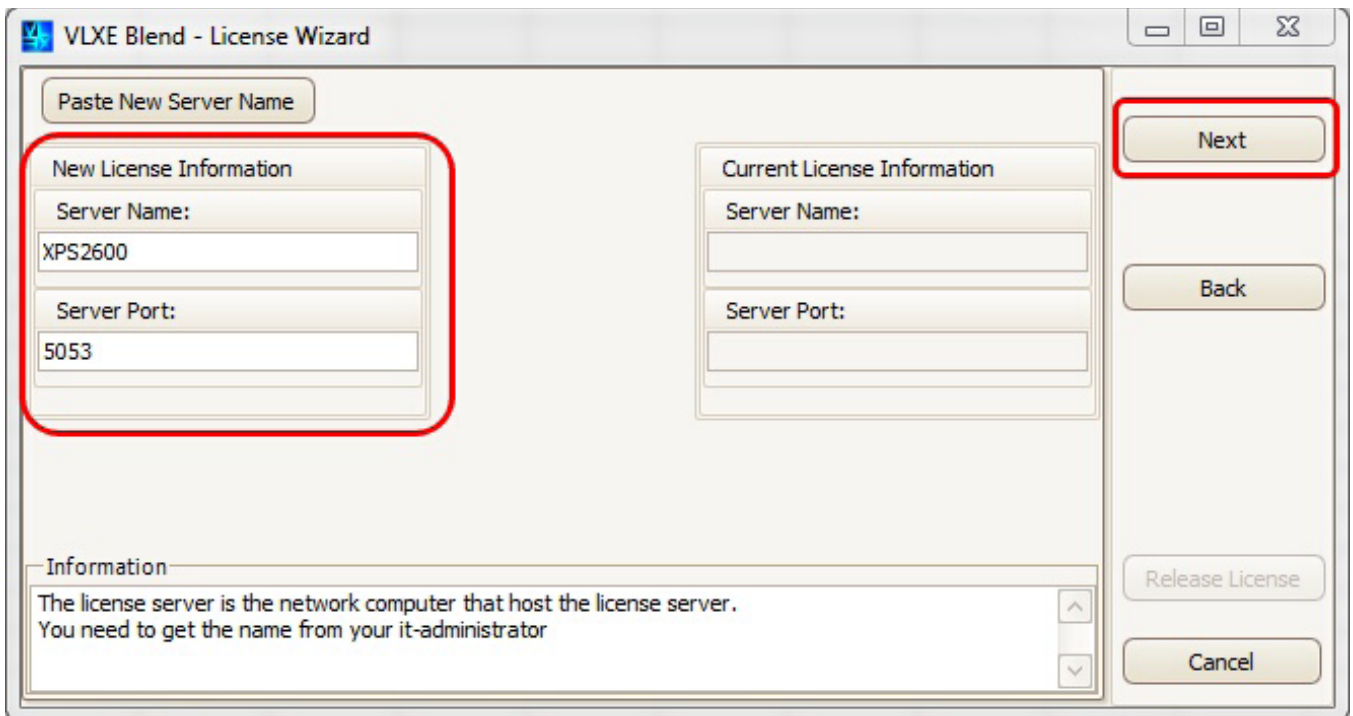 VLXE Blend - License Wizard
Paste New Server Name
New License Information
Server Name:
XPS2600
Server Port:
5053
Current License Information
Server Name:
Server Port:
Next
Back
Information
The license server is the network computer that host the license server.
You need to get the name from your it-administrator
Release License
Cancel